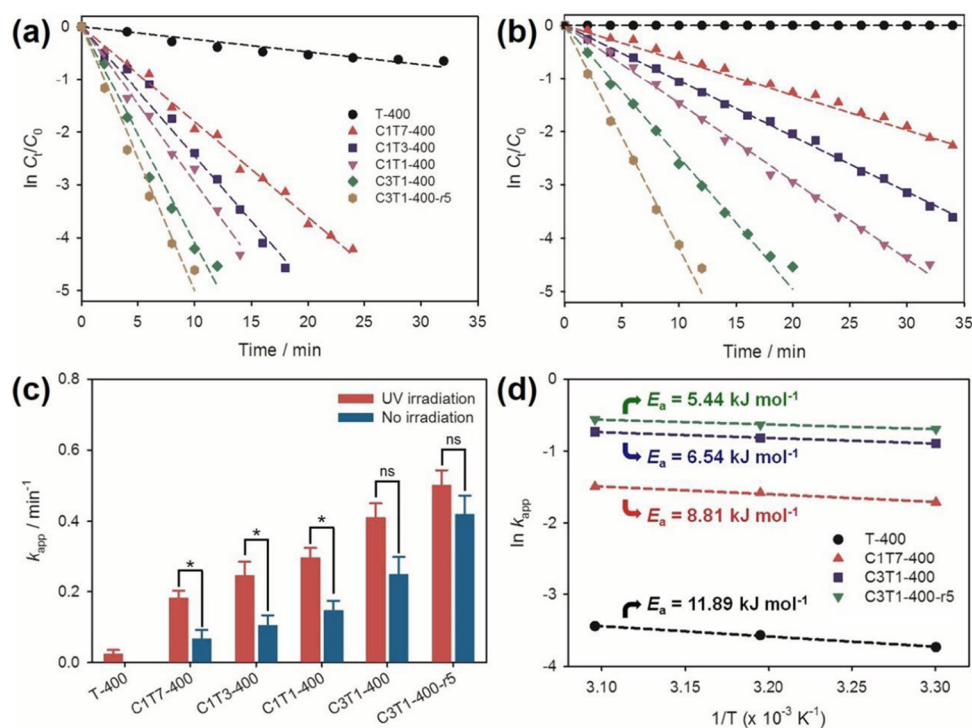 (a)
ln Ct/C0
0
-1
-2
-3
-4
-5
T-400
C1T7-400
C1T3-400
C1T1-400
C3T1-400
C3T1-400-r5
0 5 10 15 20 25 30 35
Time / min
(b)
ln Ct/C0
0
-1
-2
-3
-4
-5
0 5 10 15 20 25 30 35
Time / min
(c)
kapp / min-1
0.8
0.6
0.4
0.2
0.0
UV irradiation
No irradiation
*
*
*
ns
ns
T-400
C1T7-400
C1T3-400
C1T1-400
C3T1-400
C3T1-400-r5
(d)
ln kapp
0
-1
-2
-3
-4
Ea = 5.44 kJ mol-1
Ea = 6.54 kJ mol-1
Ea = 8.81 kJ mol-1
T-400
C1T7-400
C3T1-400
C3T1-400-r5
Ea = 11.89 kJ mol-1
3.10 3.20 3.30
1/T (x 10-3 K-1)